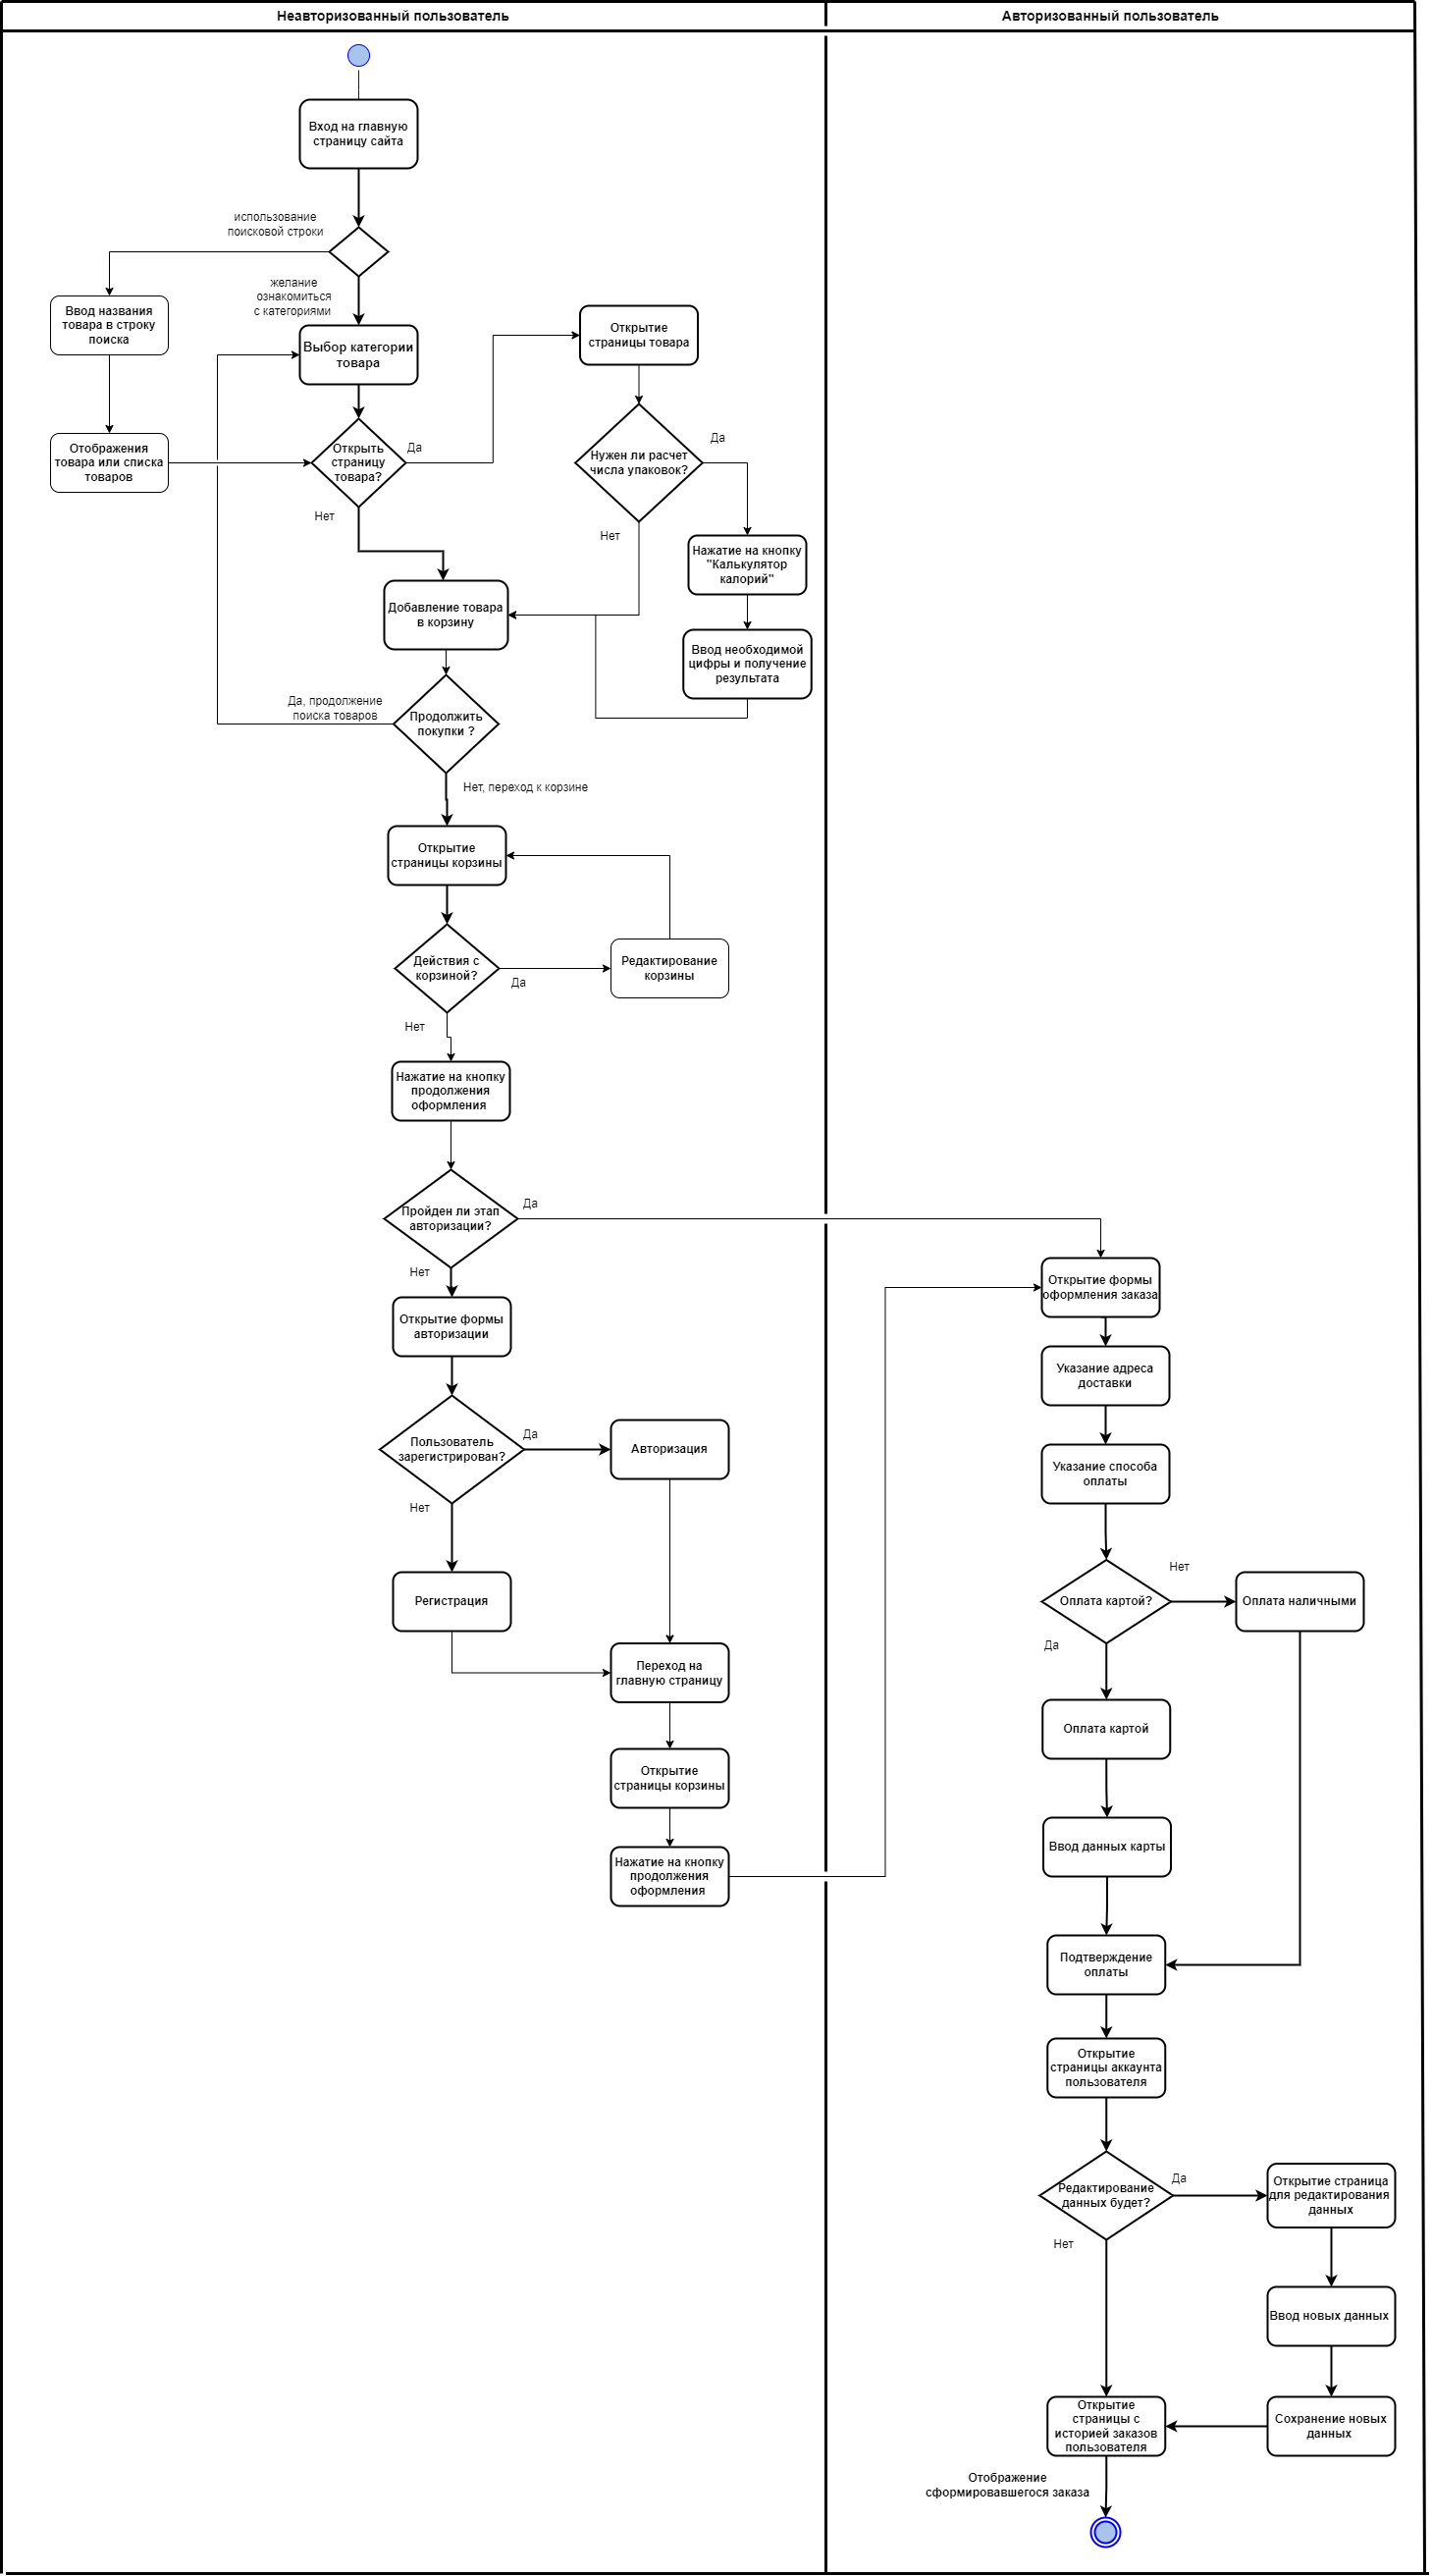 Неавторизованный пользователь
Авторизованный пользователь
Вход на главную
страницу сайта
использование
поисковой строки
желание
ознакомиться
с категориями
Ввод названия
товара в строку
поиска
Выбор категории
товара
Открытие
страницы товара
Отображения
товара или списка
товаров
Открыть
страницу
товара?
Да
Нет
Нужен ли расчет
числа упаковок?
Да
Нет
Нажатие на кнопку
"Калькулятор
калорий"
Добавление товара
в корзину
Ввод необходимой
цифры и получение
результата
Да, продолжение
поиска товаров
Продолжить
покупки ?
Нет, переход к корзине
Открытие
страницы корзины
Действия с
корзиной?
Да
Редактирование
корзины
Нет
Нажатие на кнопку
продолжения
оформления
Пройден ли этап
авторизации?
Да
Нет
Открытие формы
авторизации
Открытие формы
оформления заказа
Указание адреса
доставки
Пользователь
зарегистрирован?
Да
Авторизация
Нет
Указание способа
оплаты
Регистрация
Оплата картой?
Нет
Оплата наличными
Да
Переход на
главную страницу
Оплата картой
Открытие
страницы корзины
Ввод данных карты
Нажатие на кнопку
продолжения
оформления
Подтверждение
оплаты
Открытие
страницы аккаунта
пользователя
Редактирование
данных будет?
Да
Открытие страница
для редактирования
данных
Нет
Ввод новых данных
Открытие
страницы с
историей заказов
пользователя
Сохранение новых
данных
Отображение
сформировавшегося заказа